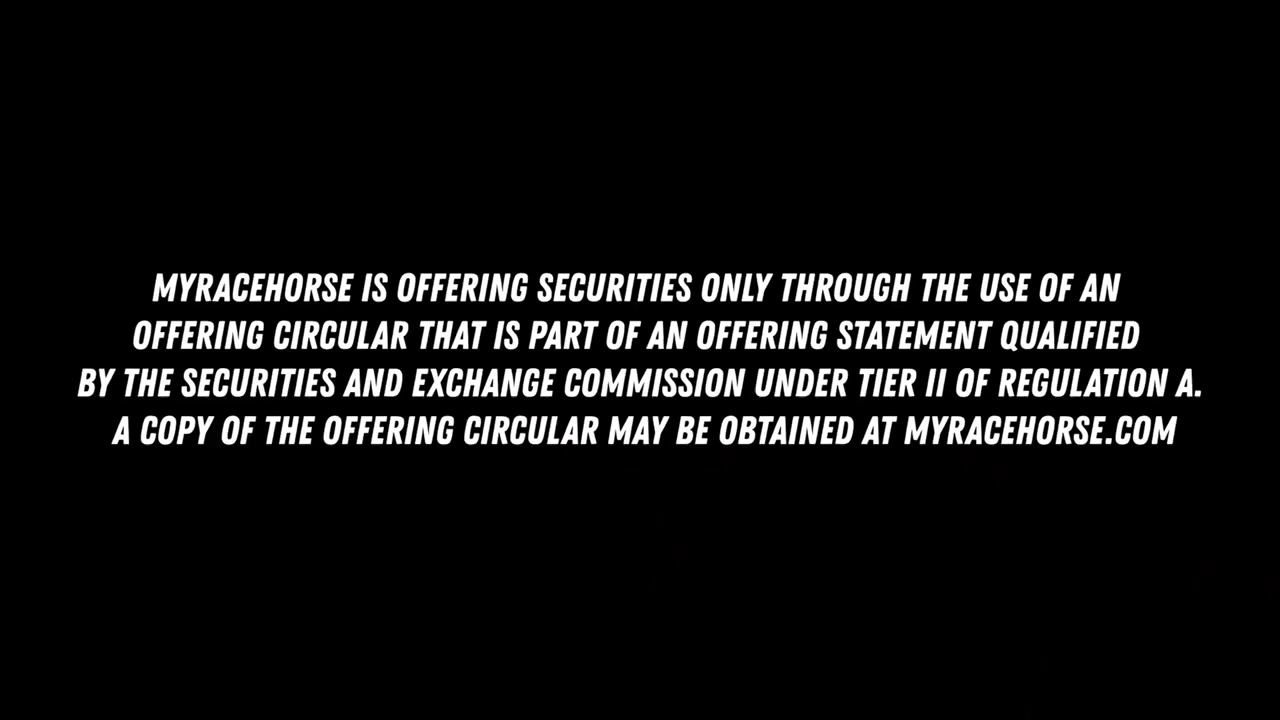 MYRACEHORSE IS OFFERING SECURITIES ONLY THROUGH THE USE OF AN
OFFERING CIRCULAR THAT IS PART OF AN OFFERING STATEMENT QUALIFIED
BY THE SECURITIES AND EXCHANGE COMMISSION UNDER TIER II OF REGULATION A.
A COPY OF THE OFFERING CIRCULAR MAY BE OBTAINED AT MYRACEHORSE.COM